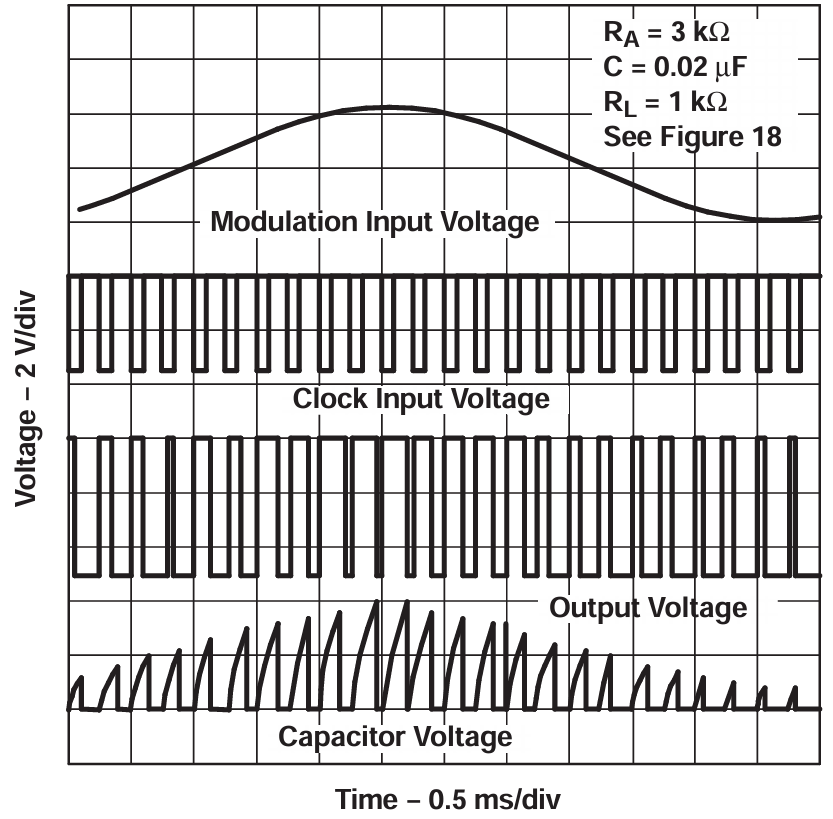 R_A = 3 kΩ
C = 0.02 μF
R_L = 1 kΩ
See Figure 18
Modulation Input Voltage
Voltage – 2 V/div
Clock Input Voltage
Output Voltage
Capacitor Voltage
Time – 0.5 ms/div